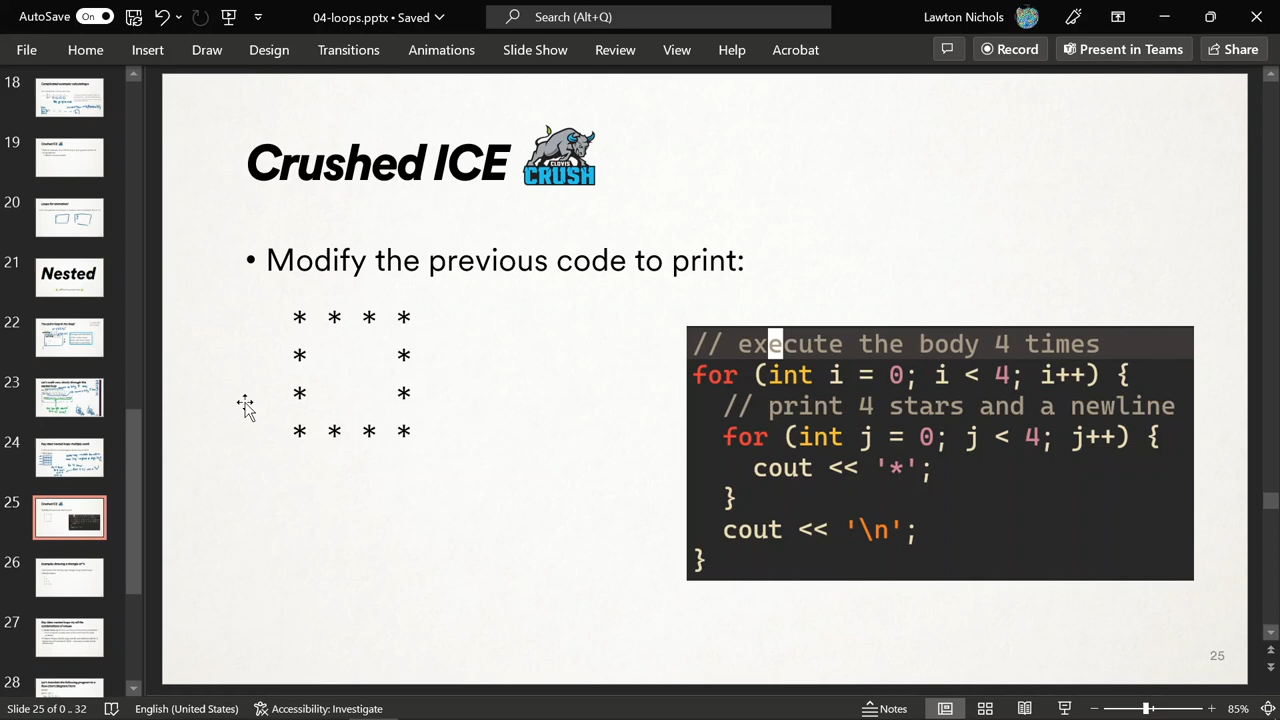 AutoSave On 04-loops.pptx • Saved Search (Alt+Q) Lawton Nichols
File Home Insert Draw Design Transitions Animations Slide Show Review View Help Acrobat Record Present in Teams Share
18
19
20
21
Nested
22
23
24
25
26
27
28
Crushed ICE
CLOVIS
CRUSH
• Modify the previous code to print:
* * * *
* *
* *
* * * *
// execute the body 4 times
for (int i = 0; i < 4; i++) {
// print 4 stars and a newline
for (int j = 0; j < 4; j++) {
cout << '*';
}
cout << '\n';
}
25
Slide 25 of 0 .. 32 English (United States) Accessibility: Investigate Notes 85%